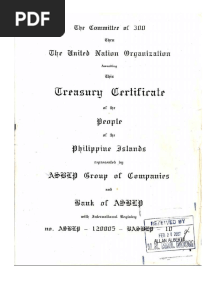 PDF
The Committee of 300
thru
The United Nation Organization
this
Treasury Certificate
of the
People
of the
Philippine Islands
represented by
ASBLP Group of Companies
and
Bank of ASBLP
with International Registry
no. ASBLP - 120005 - BASBLP - 10
RECEIVED BY